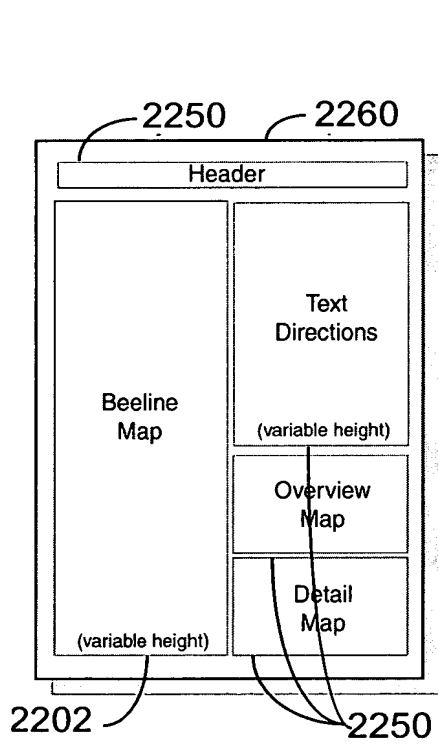 2250 2260
Header
Text
Directions
Beeline
Map
(variable height)
Overview
Map
Detail
Map
(variable height)
2202 2250